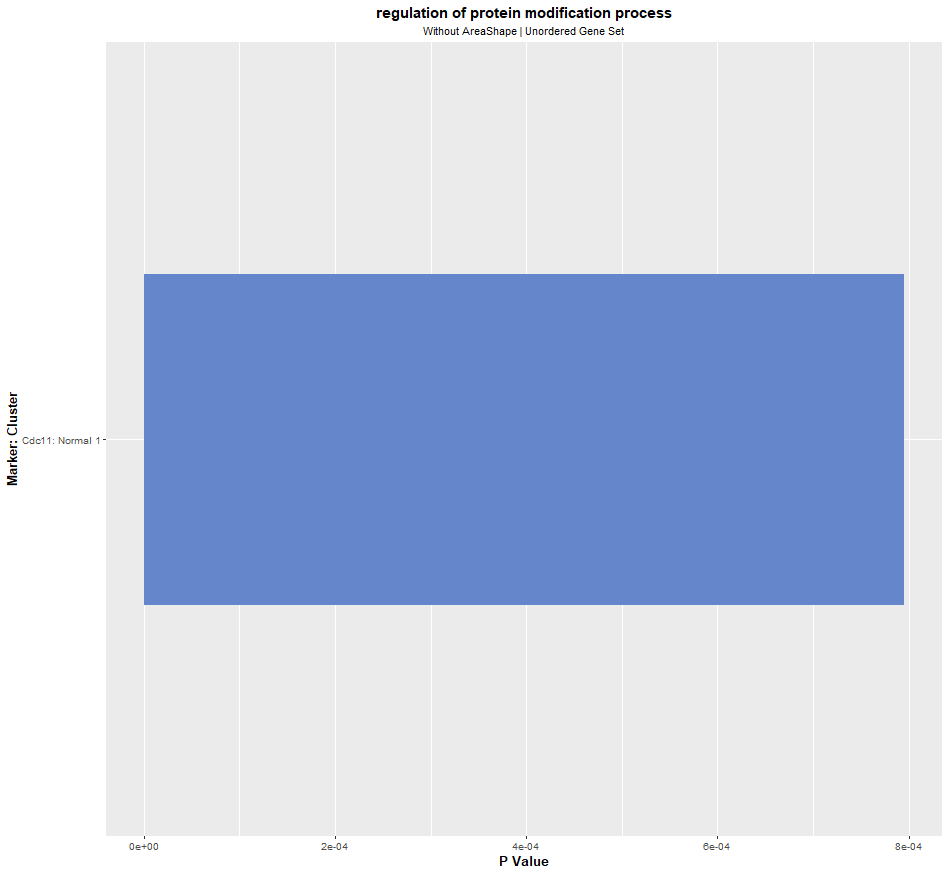 regulation of protein modification process
Without AreaShape | Unordered Gene Set
Marker: Cluster
Cdc11: Normal 1
0e+00 2e-04 4e-04 6e-04 8e-04
P Value